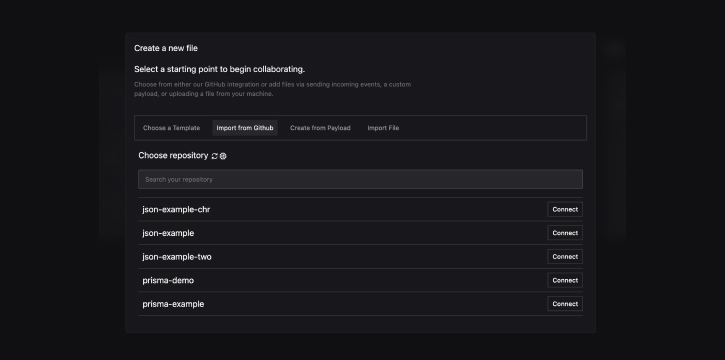 Create a new file
Select a starting point to begin collaborating.
Choose from either our GitHub integration or add files via sending incoming events, a custom
payload, or uploading a file from your machine.
Choose a Template
Import from Github
Create from Payload
Import File
Choose repository
Search your repository
json-example-chr
Connect
json-example
Connect
json-example-two
Connect
prisma-demo
Connect
prisma-example
Connect